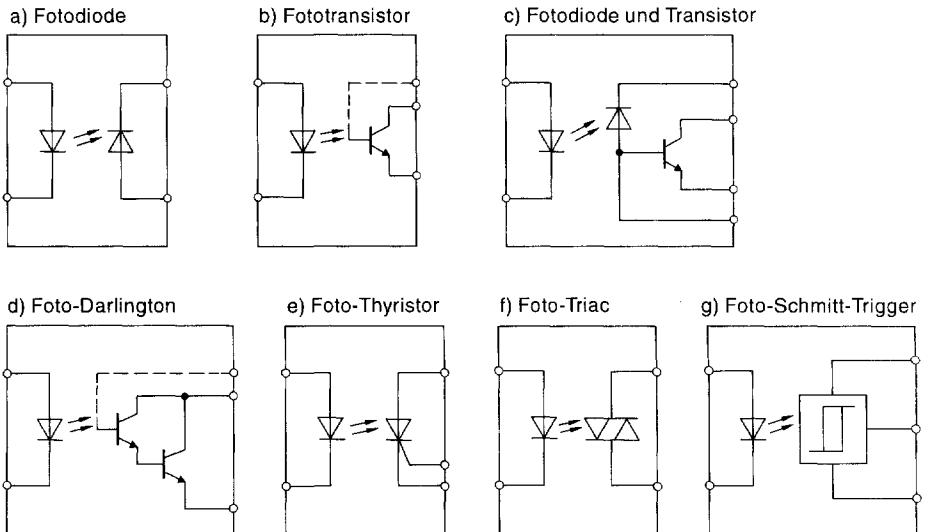 a) Fotodiode
b) Fototransistor
c) Fotodiode und Transistor
d) Foto-Darlington
e) Foto-Thyristor
f) Foto-Triac
g) Foto-Schmitt-Trigger